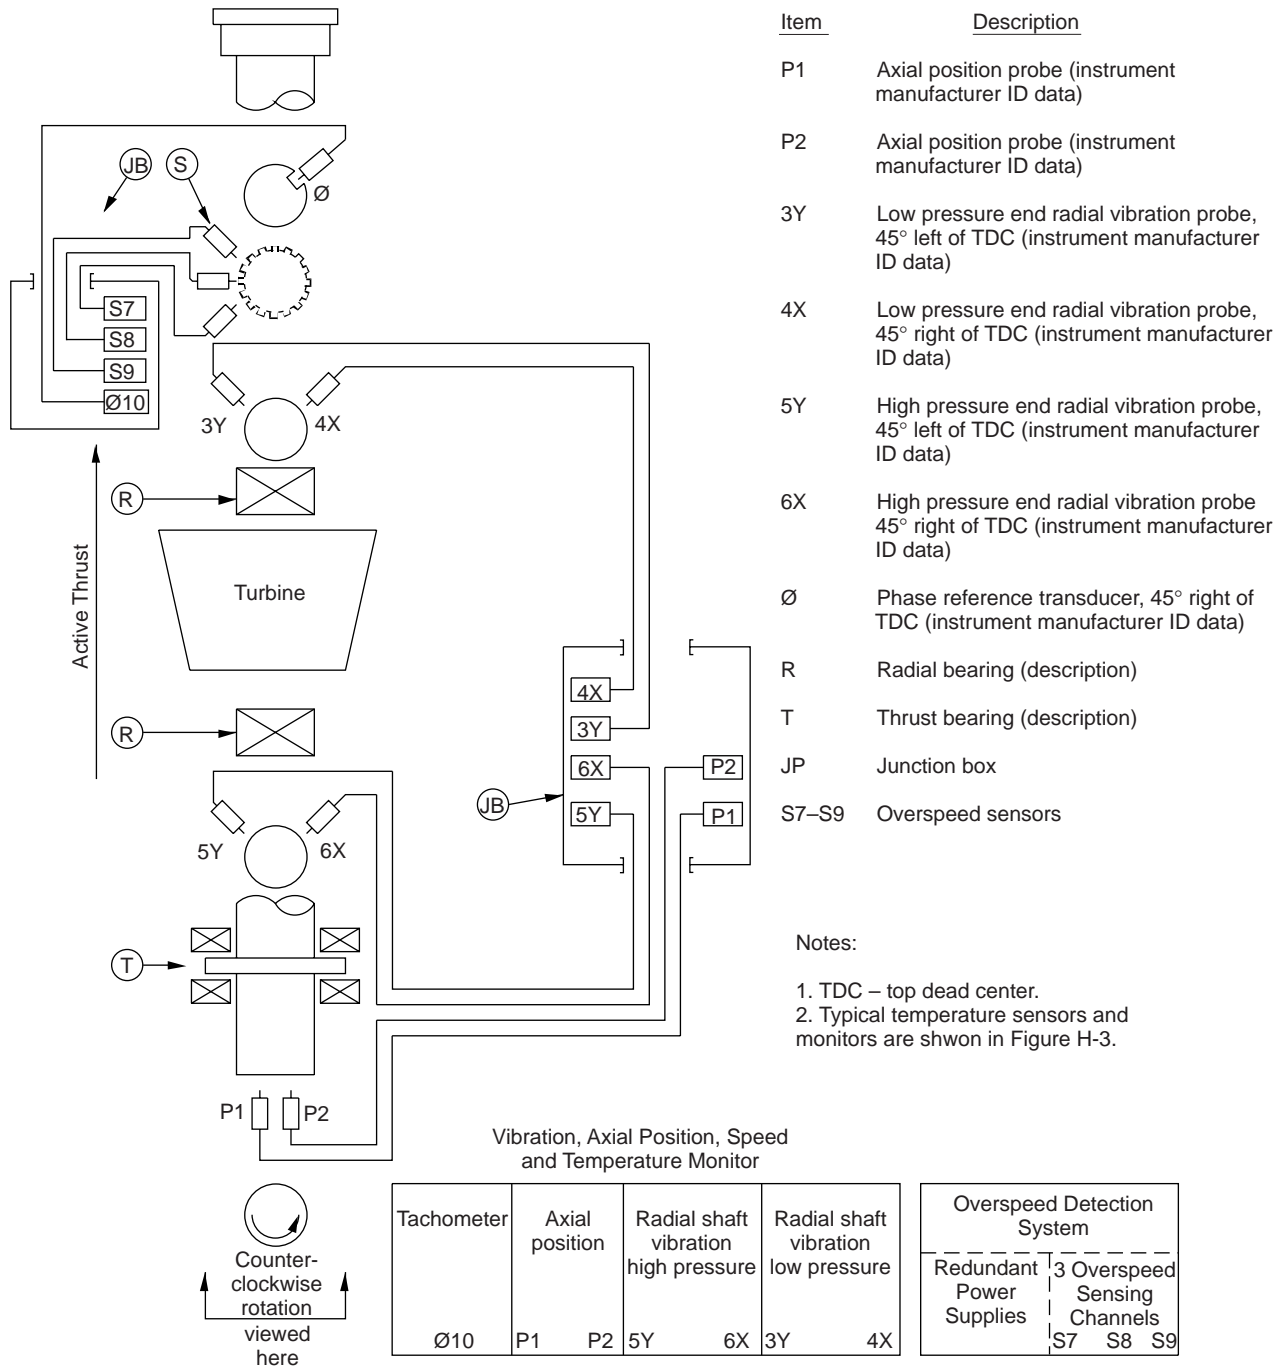 Item Description
P1 Axial position probe (instrument
manufacturer ID data)
P2 Axial position probe (instrument
manufacturer ID data)
3Y Low pressure end radial vibration probe,
45° left of TDC (instrument manufacturer
ID data)
4X Low pressure end radial vibration probe,
45° right of TDC (instrument manufacturer
ID data)
5Y High pressure end radial vibration probe,
45° left of TDC (instrument manufacturer
ID data)
6X High pressure end radial vibration probe
45° right of TDC (instrument manufacturer
ID data)
Ø Phase reference transducer, 45° right of
TDC (instrument manufacturer ID data)
R Radial bearing (description)
T Thrust bearing (description)
JP Junction box
S7–S9 Overspeed sensors
Notes:
1. TDC – top dead center.
2. Typical temperature sensors and
monitors are shwon in Figure H-3.
JB S
Ø
S7
S8
S9
Ø10
3Y 4X
R
Active Thrust
Turbine
R
4X
3Y
6X P2
JB
5Y P1
5Y 6X
T
P1 P2
Counter-
clockwise
rotation
viewed
here
Vibration, Axial Position, Speed
and Temperature Monitor
Tachometer
Ø10
Axial
position
P1 P2
Radial shaft
vibration
high pressure
5Y 6X
Radial shaft
vibration
low pressure
3Y 4X
Overspeed Detection
System
Redundant
Power
Supplies
3 Overspeed
Sensing
Channels
S7 S8 S9